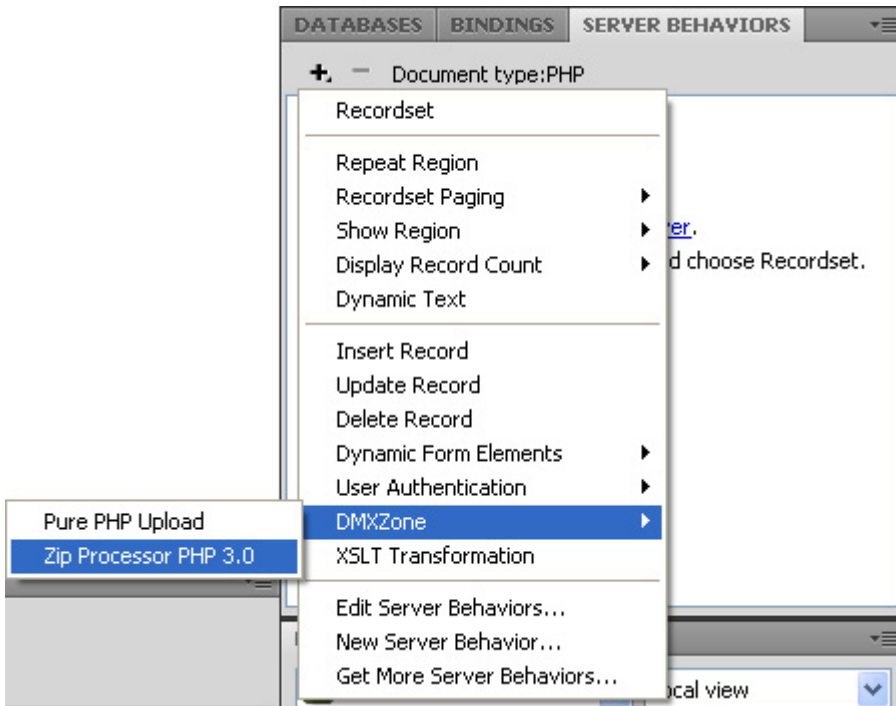 DATABASES BINDINGS SERVER BEHAVIORS
Document type:PHP
Recordset
Repeat Region
Recordset Paging
Show Region
er.
Display Record Count
d choose Recordset.
Dynamic Text
Insert Record
Update Record
Delete Record
Dynamic Form Elements
User Authentication
Pure PHP Upload
DMXZone
Zip Processor PHP 3.0
XSLT Transformation
Edit Server Behaviors...
New Server Behavior...
Get More Server Behaviors...
ocal view